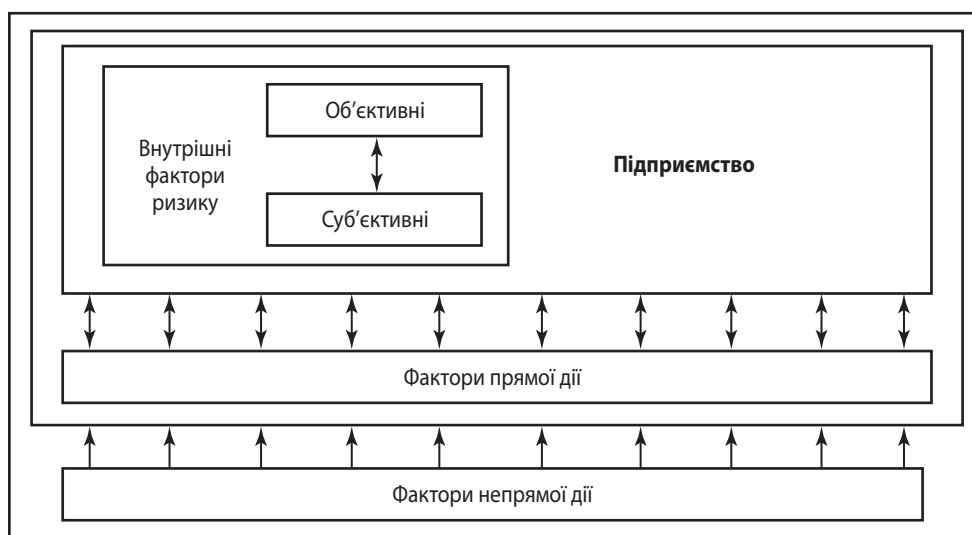 Об’єктивні
Внутрішні
фактори
ризику
Підприємство
Суб’єктивні
Фактори прямої дії
Фактори непрямої дії